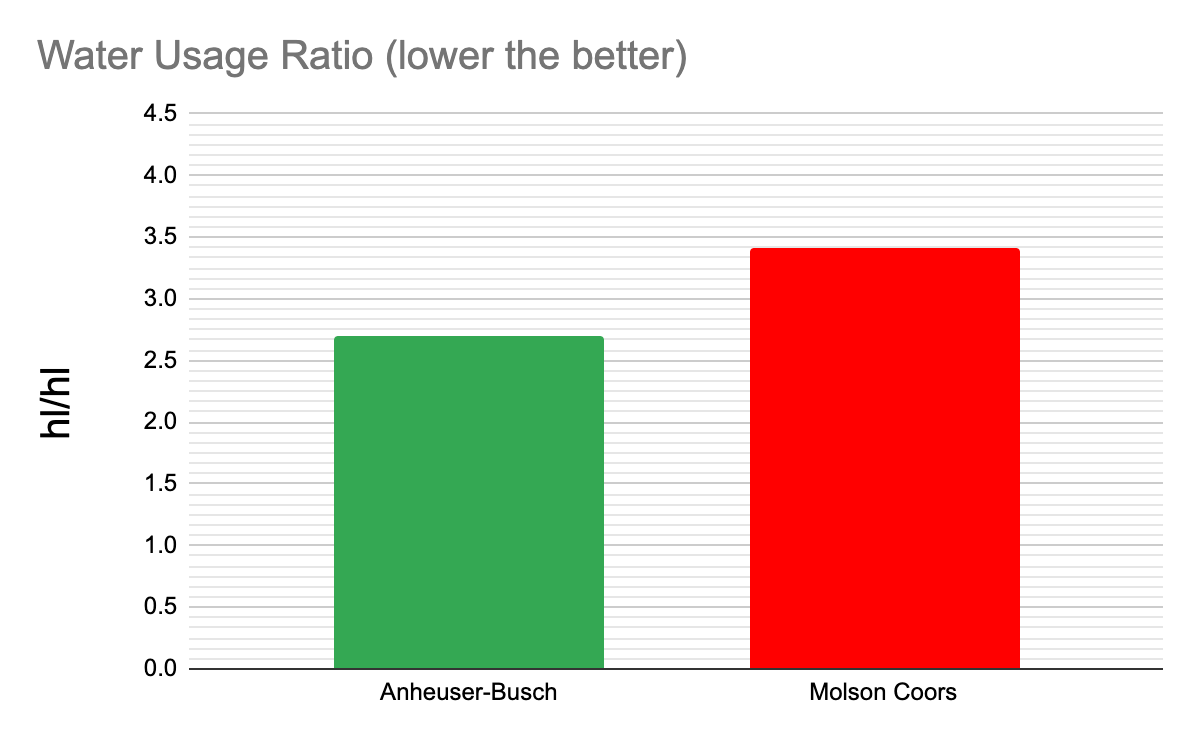 Water Usage Ratio (lower the better)
hl/hl
4.5
4.0
3.5
3.0
2.5
2.0
1.5
1.0
0.5
0.0
Anheuser-Busch
Molson Coors